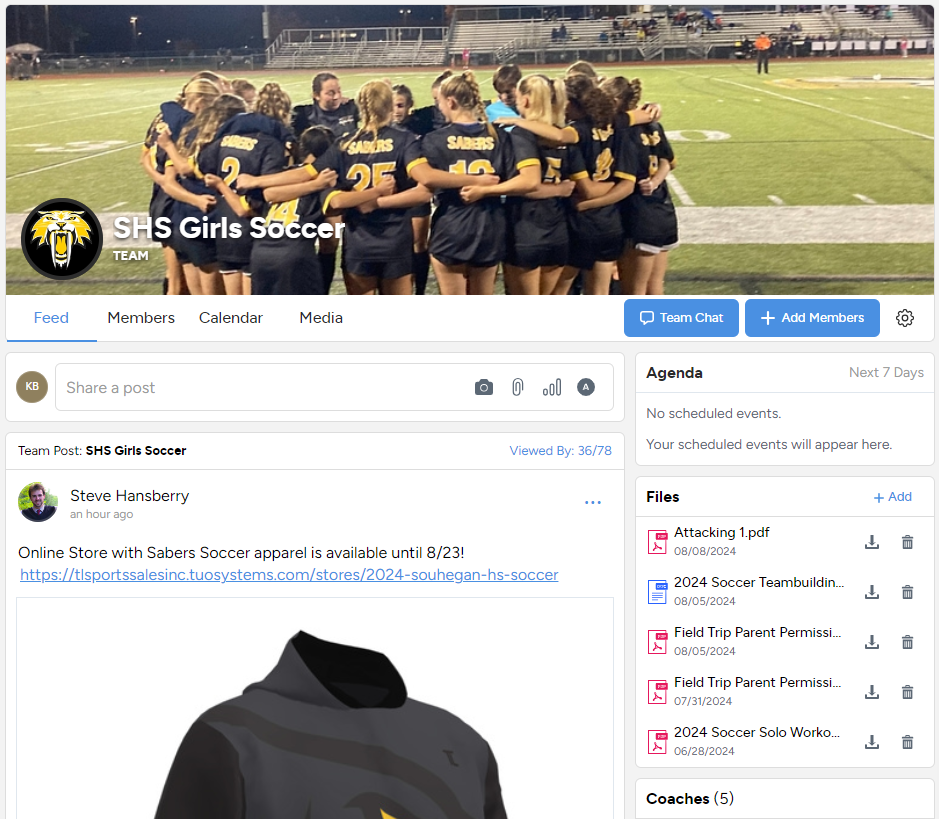 SABERS
2
SABERS
25
SABERS
SHS Girls Soccer
TEAM
Feed
Members
Calendar
Media
Team Chat
Add Members
KB
Share a post
A
Agenda
Next 7 Days
No scheduled events.
Your scheduled events will appear here.
Team Post: SHS Girls Soccer
Viewed By: 36/78
Steve Hansberry
an hour ago
Online Store with Sabers Soccer apparel is available until 8/23!
https://tlsportssalesinc.tuosystems.com/stores/2024-souhegan-hs-soccer
Files
+ Add
Attacking 1.pdf
08/08/2024
2024 Soccer Teambuildin...
08/05/2024
Field Trip Parent Permissi...
08/05/2024
Field Trip Parent Permissi...
07/31/2024
2024 Soccer Solo Worko...
06/28/2024
Coaches (5)